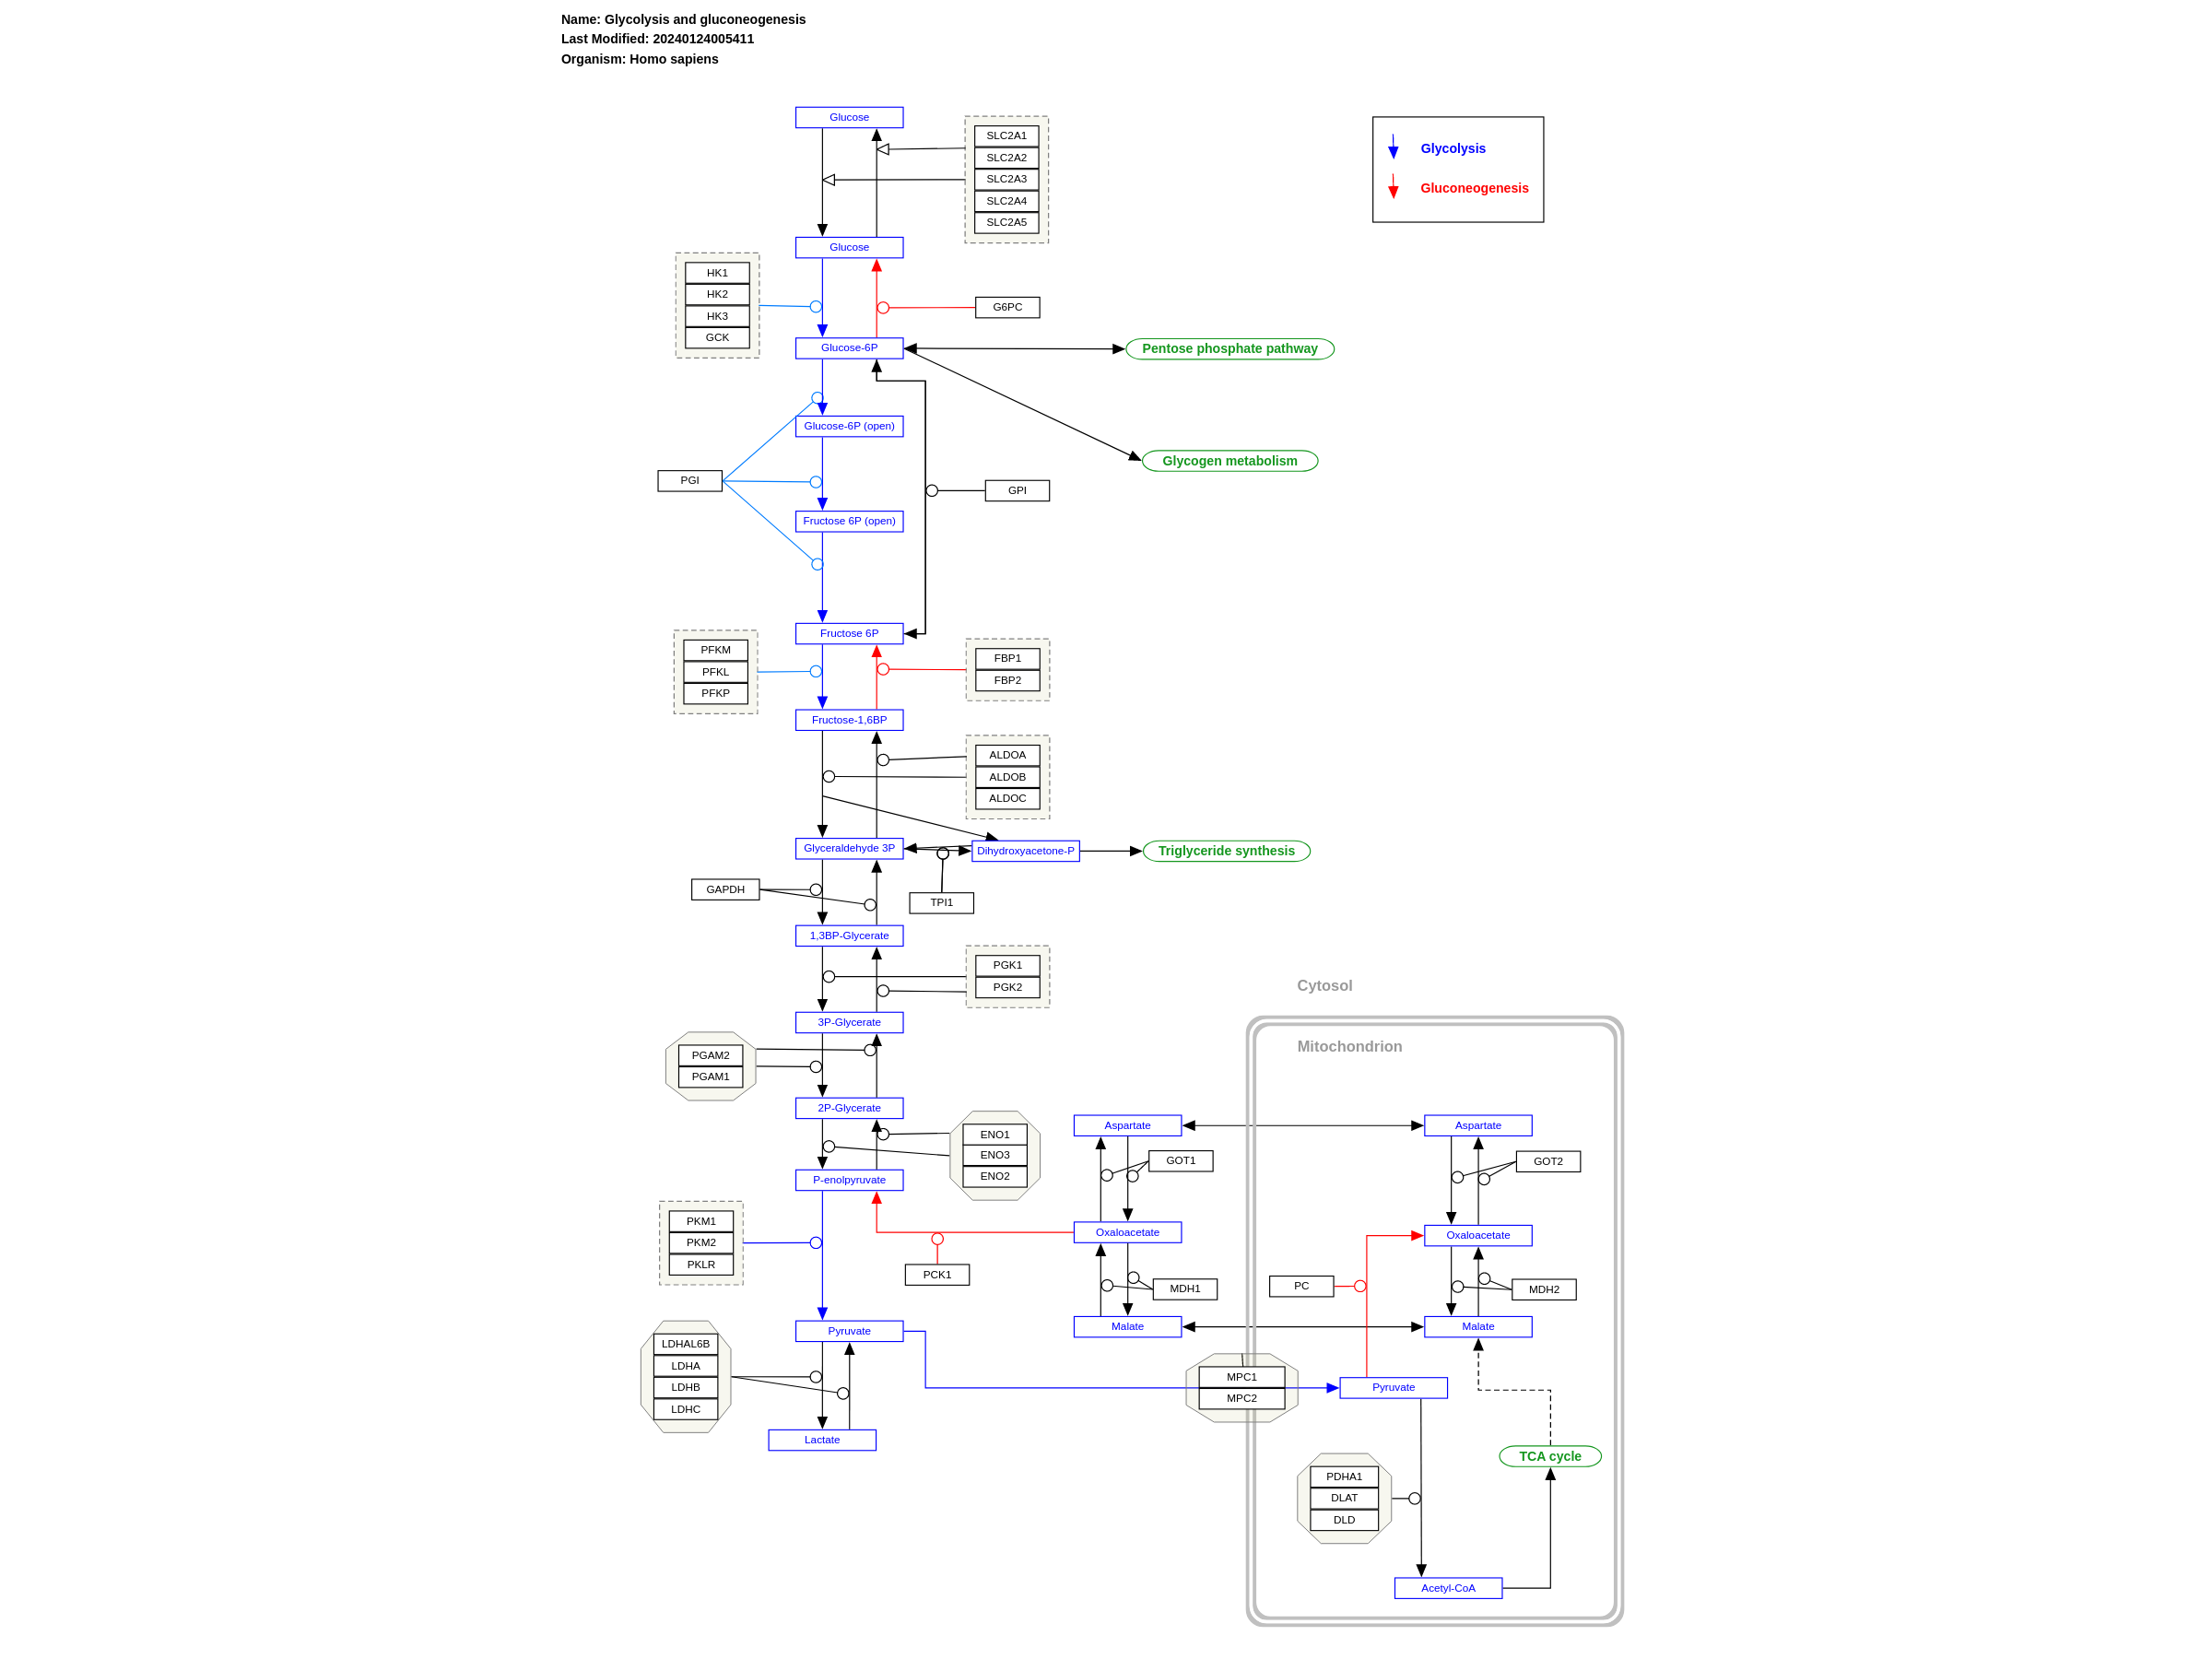 Name: Glycolysis and gluconeogenesis
Last Modified: 20240124005411
Organism: Homo sapiens
Glucose
SLC2A1
SLC2A2
SLC2A3
SLC2A4
SLC2A5
Glycolysis
Gluconeogenesis
Glucose
HK1
HK2
HK3
GCK
G6PC
Glucose-6P
Pentose phosphate pathway
Glucose-6P (open)
Glycogen metabolism
PGI
GPI
Fructose 6P (open)
Fructose 6P
PFKM
PFKL
PFKP
FBP1
FBP2
Fructose-1,6BP
ALDOA
ALDOB
ALDOC
Glyceraldehyde 3P
Dihydroxyacetone-P
Triglyceride synthesis
GAPDH
TPI1
1,3BP-Glycerate
PGK1
PGK2
Cytosol
3P-Glycerate
Mitochondrion
PGAM2
PGAM1
2P-Glycerate
ENO1
ENO3
ENO2
Aspartate
Aspartate
GOT1
GOT2
P-enolpyruvate
PKM1
PKM2
PKLR
Oxaloacetate
Oxaloacetate
PCK1
MDH1
PC
MDH2
Pyruvate
Malate
Malate
LDHAL6B
LDHA
LDHB
LDHC
MPC1
MPC2
Pyruvate
Lactate
TCA cycle
PDHA1
DLAT
DLD
Acetyl-CoA